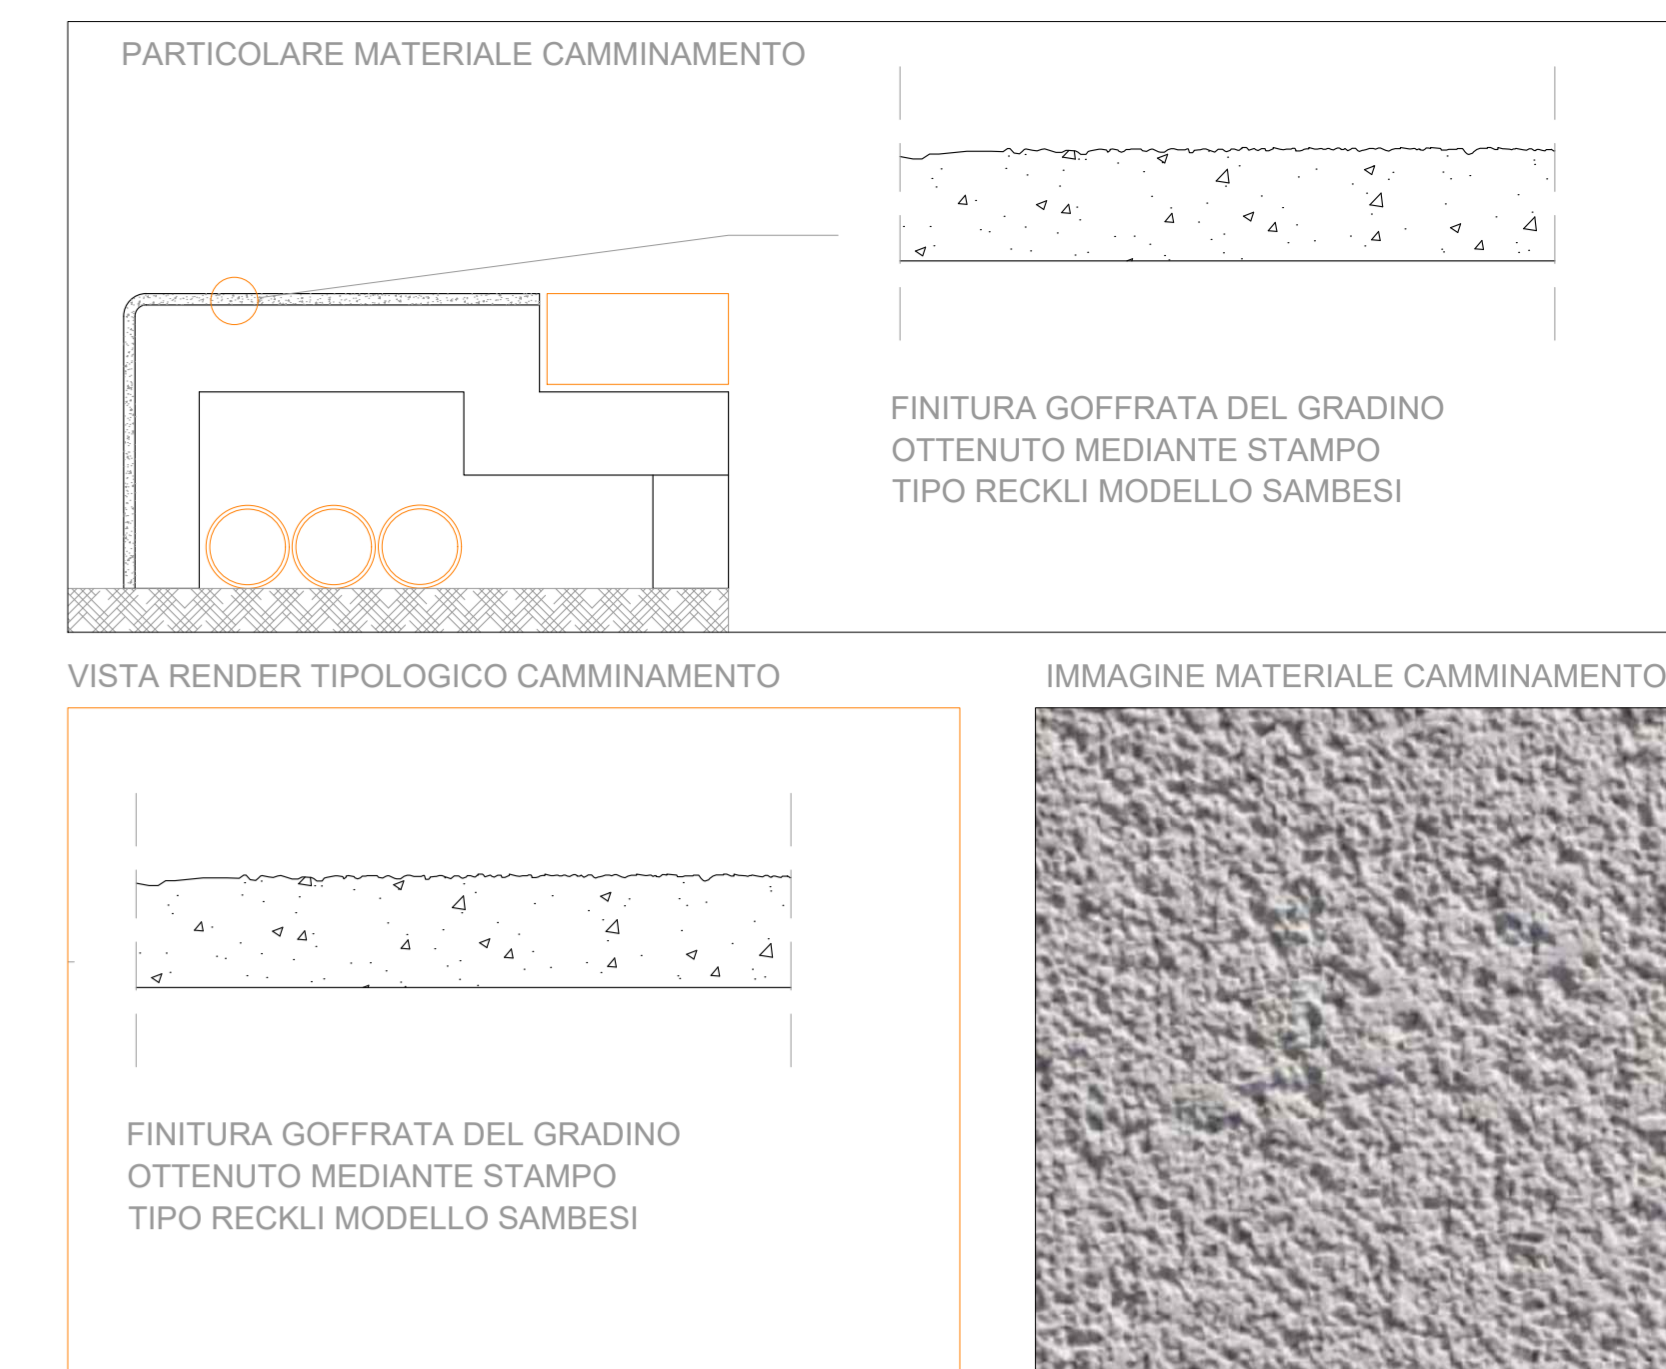 PARTICOLARE MATERIALE CAMMINAMENTO
FINITURA GOFFRATA DEL GRADINO
OTTENUTO MEDIANTE STAMPO
TIPO RECKLI MODELLO SAMBESI
VISTA RENDER TIPOLOGICO CAMMINAMENTO
IMMAGINE MATERIALE CAMMINAMENTO
FINITURA GOFFRATA DEL GRADINO
OTTENUTO MEDIANTE STAMPO
TIPO RECKLI MODELLO SAMBESI